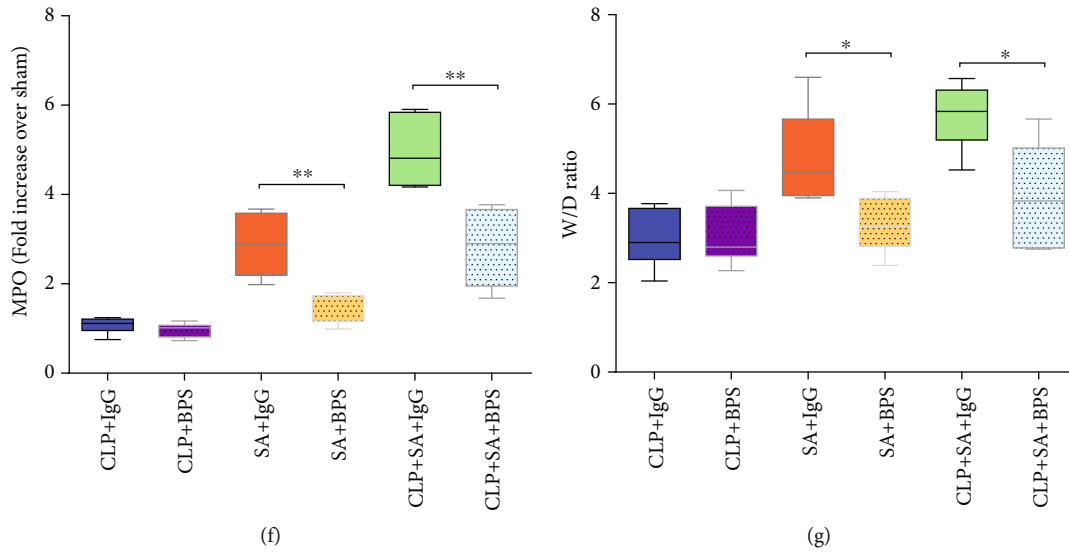 MPO (Fold increase over sham)
8
6
4
2
0
**
**
CLP+IgG
CLP+BPS
SA+IgG
SA+BPS
CLP+SA+IgG
CLP+SA+BPS
(f)
W/D ratio
8
6
4
2
0
*
*
CLP+IgG
CLP+BPS
SA+IgG
SA+BPS
CLP+SA+IgG
CLP+SA+BPS
(g)